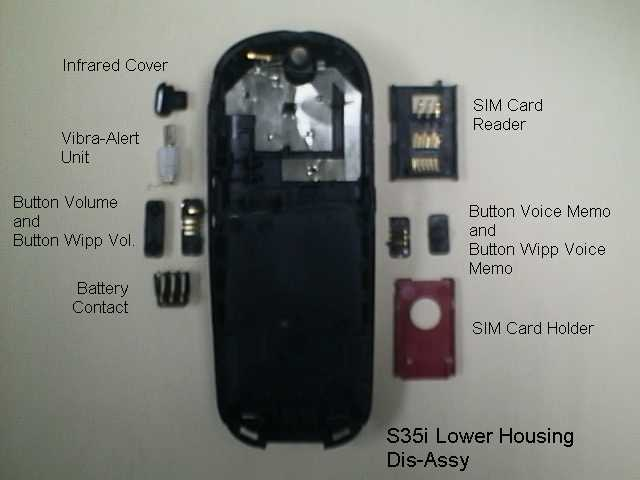 Infrared Cover
Vibra-Alert
Unit
Button Volume
and
Button Wipp Vol.
Battery
Contact
SIM Card
Reader
Button Voice Memo
and
Button Wipp Voice
Memo
SIM Card Holder
S35i Lower Housing
Dis-Assy